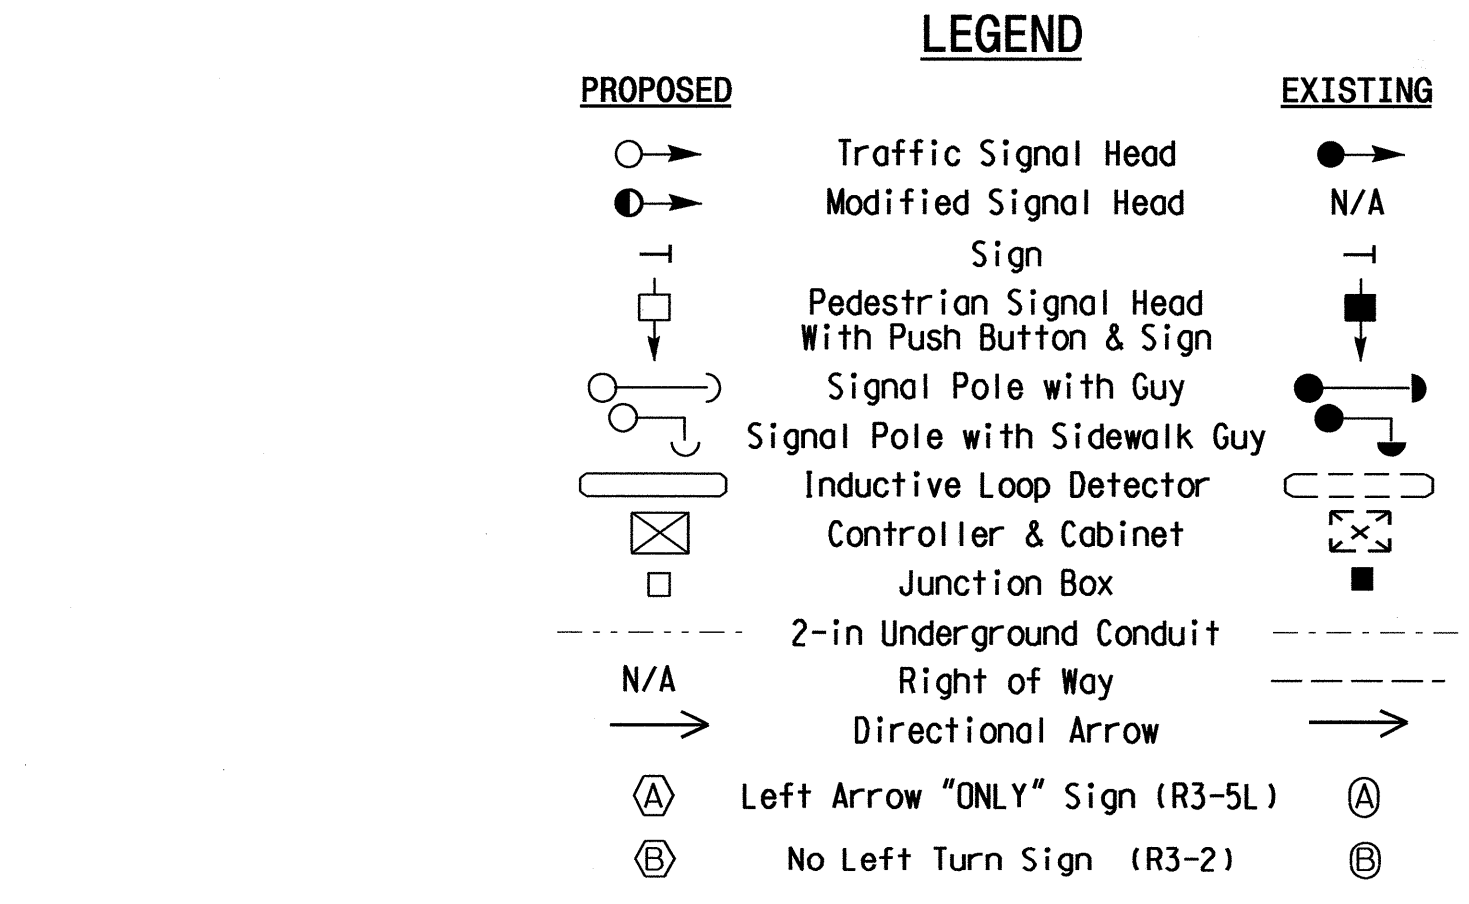 LEGEND
PROPOSED EXISTING
Traffic Signal Head
Modified Signal Head N/A
Sign
Pedestrian Signal Head
With Push Button & Sign
Signal Pole with Guy
Signal Pole with Sidewalk Guy
Inductive Loop Detector
Controller & Cabinet
Junction Box
2-in Underground Conduit
N/A Right of Way
Directional Arrow
A Left Arrow "ONLY" Sign (R3-5L) A
B No Left Turn Sign (R3-2) B